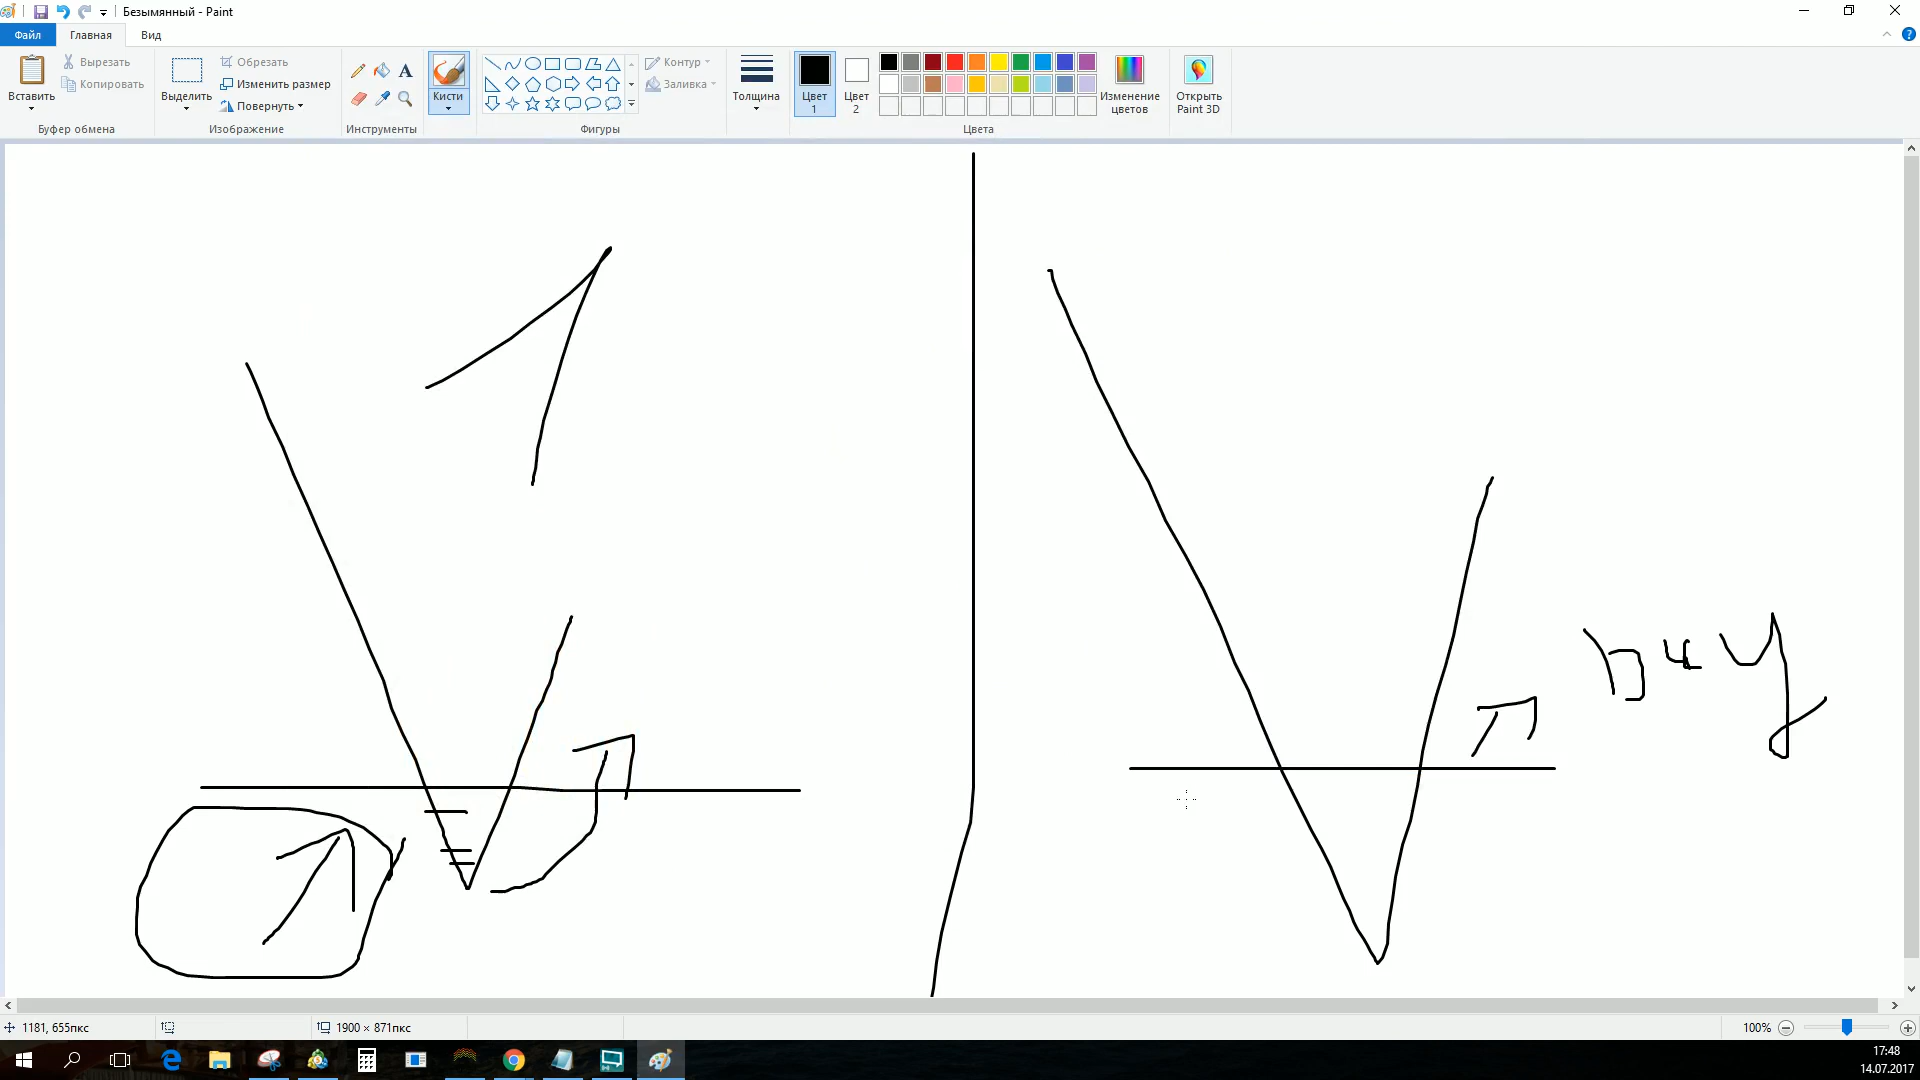 Безымянный - Paint
Файл Главная Вид
Вставить
Вырезать
Копировать
Буфер обмена
Выделить
Обрезать
Изменить размер
Повернуть
Изображение
Инструменты
Кисти
Фигуры
Контур
Заливка
Толщина
Цвет 1
Цвет 2
Цвета
Изменение цветов
Открыть Paint 3D
buy
1181, 655пкс
1900 × 871пкс
100%
17:48
14.07.2017